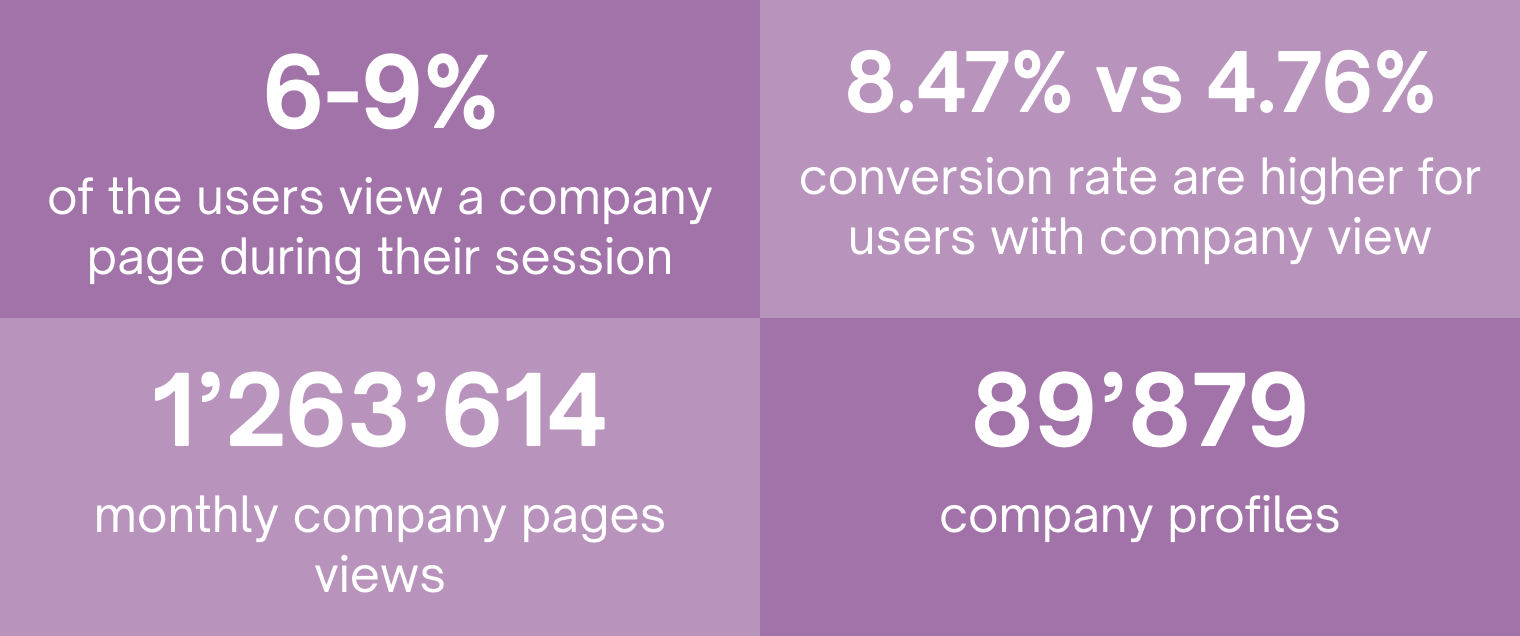 6-9%
of the users view a company
page during their session
8.47% vs 4.76%
conversion rate are higher for
users with company view
1’263’614
monthly company pages
views
89’879
company profiles